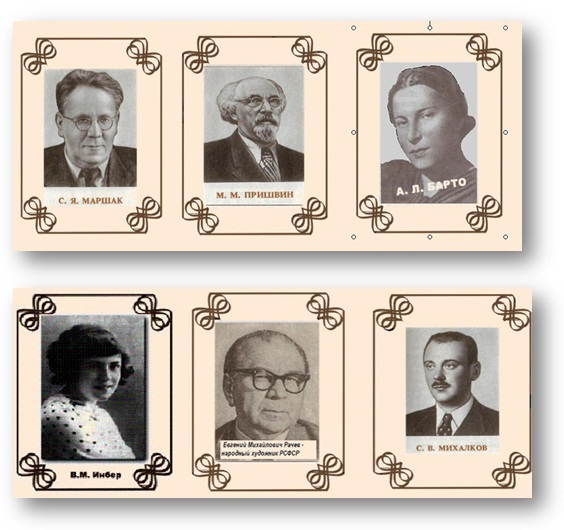 С. Я. МАРШАК
М. М. ПРИШВИН
А. Л. БАРТО
В.М. Инбер
Евгений Михайлович Рачев -
народный художник РСФСР
С. В. МИХАЛКОВ